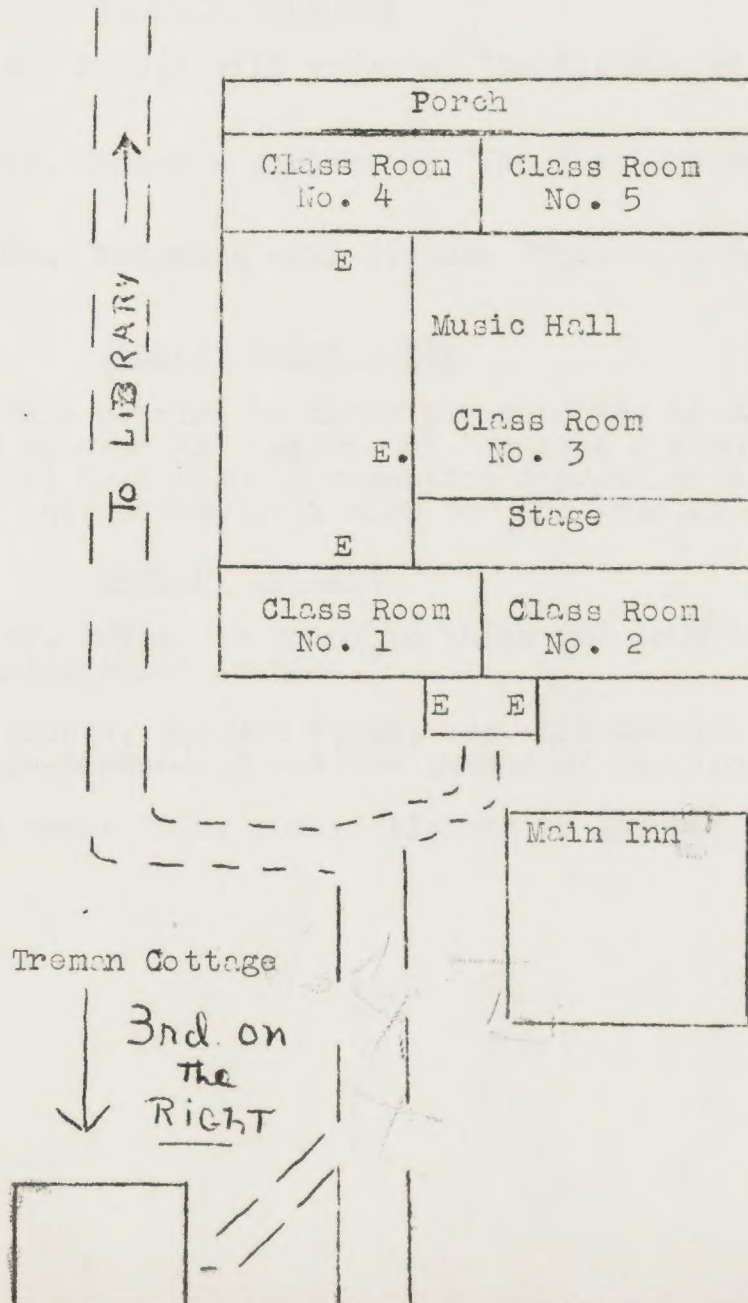 Porch
Class Room
No. 4
Class Room
No. 5
E
Music Hall
To LIBRARY
Class Room
No. 3
E.
Stage
E
Class Room
No. 1
Class Room
No. 2
E E
Main Inn
Treman Cottage
3rd. on
The
RIGHT